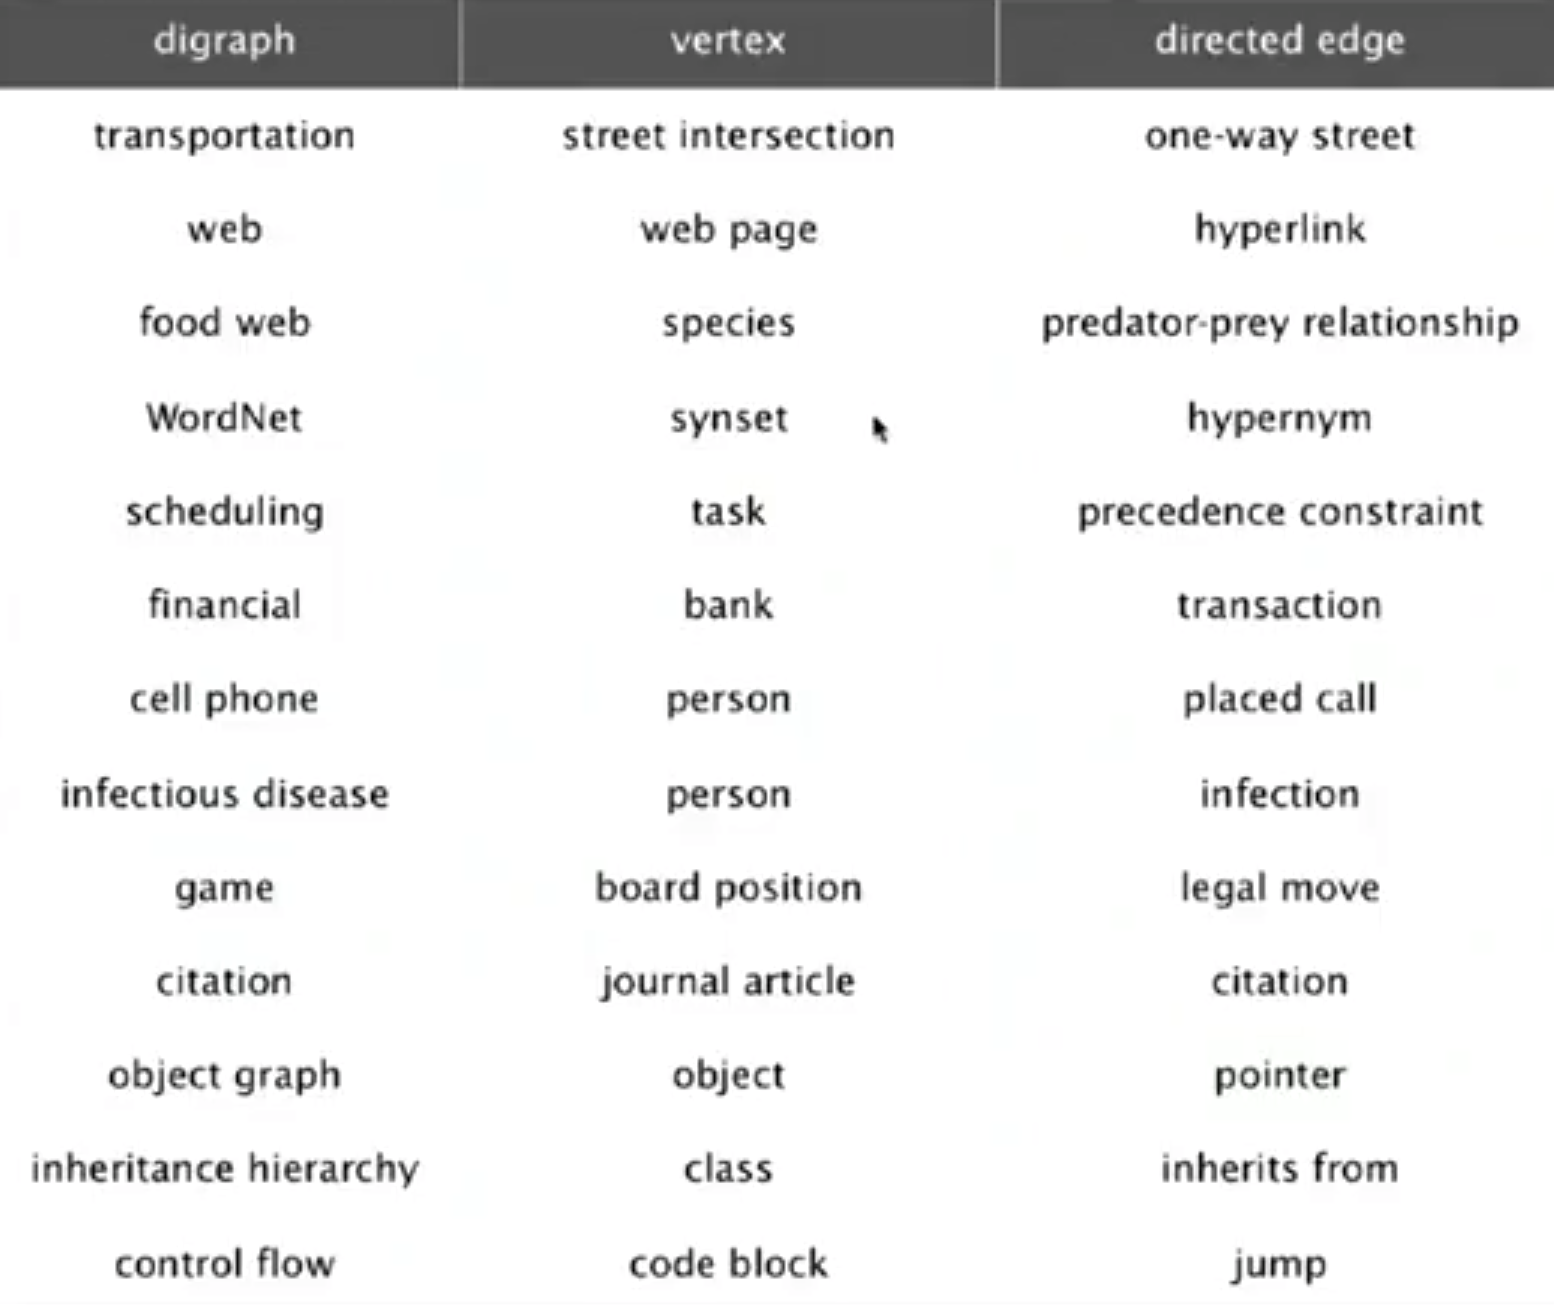 digraph vertex directed edge
transportation street intersection one-way street
web web page hyperlink
food web species predator-prey relationship
WordNet synset hypernym
scheduling task precedence constraint
financial bank transaction
cell phone person placed call
infectious disease person infection
game board position legal move
citation journal article citation
object graph object pointer
inheritance hierarchy class inherits from
control flow code block jump